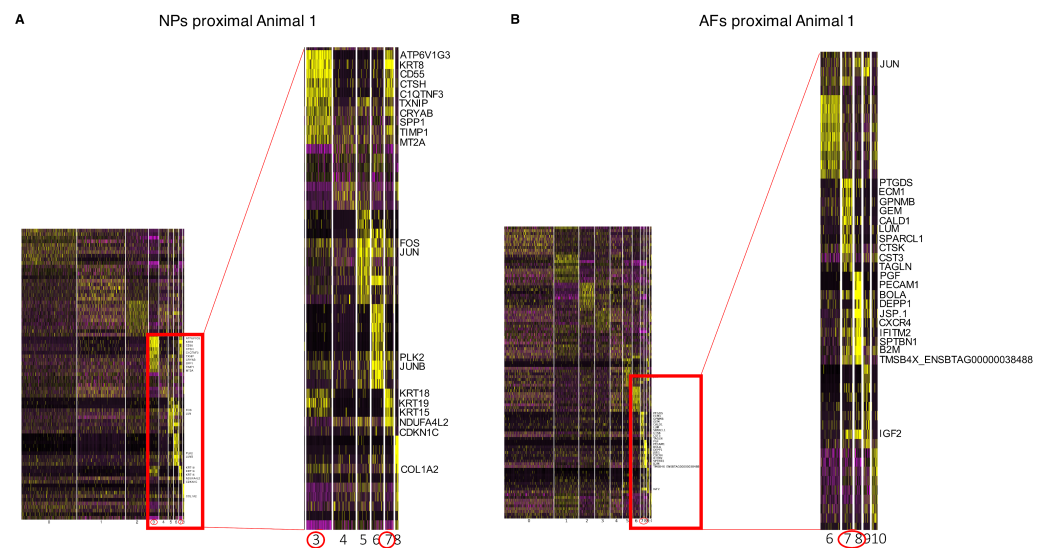 A
NPs proximal Animal 1
ATP6V1G3
KRT8
CD55
CTSH
C1QTNF3
TXNIP
CRYAB
SPP1
TIMP1
MT2A
FOS
JUN
PLK2
JUNB
KRT18
KRT19
KRT15
NDUFA4L2
CDKN1C
COL1A2
3 4 5 6 7 8
B
AFs proximal Animal 1
JUN
PTGDS
ECM1
GPNMB
GEM
CALD1
LUM
SPARCL1
CTSK
CST3
TAGLN
PGF
PECAM1
BOLA
DEPP1
JSP.1
CXCR4
IFITM2
SPTBN1
B2M
TMSB4X_ENSBTAG00000038488
IGF2
6 7 8 9 10